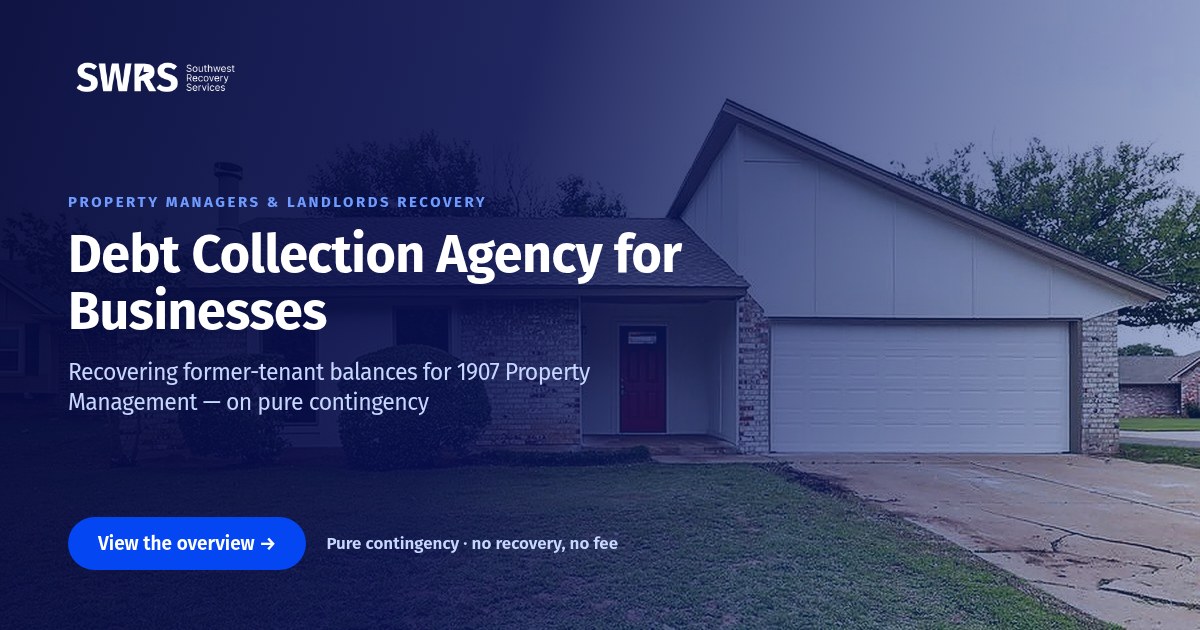 SWRS
Southwest
Recovery
Services
PROPERTY MANAGERS & LANDLORDS RECOVERY
Debt Collection Agency for
Businesses
Recovering former-tenant balances for 1907 Property
Management — on pure contingency
View the overview →
Pure contingency · no recovery, no fee